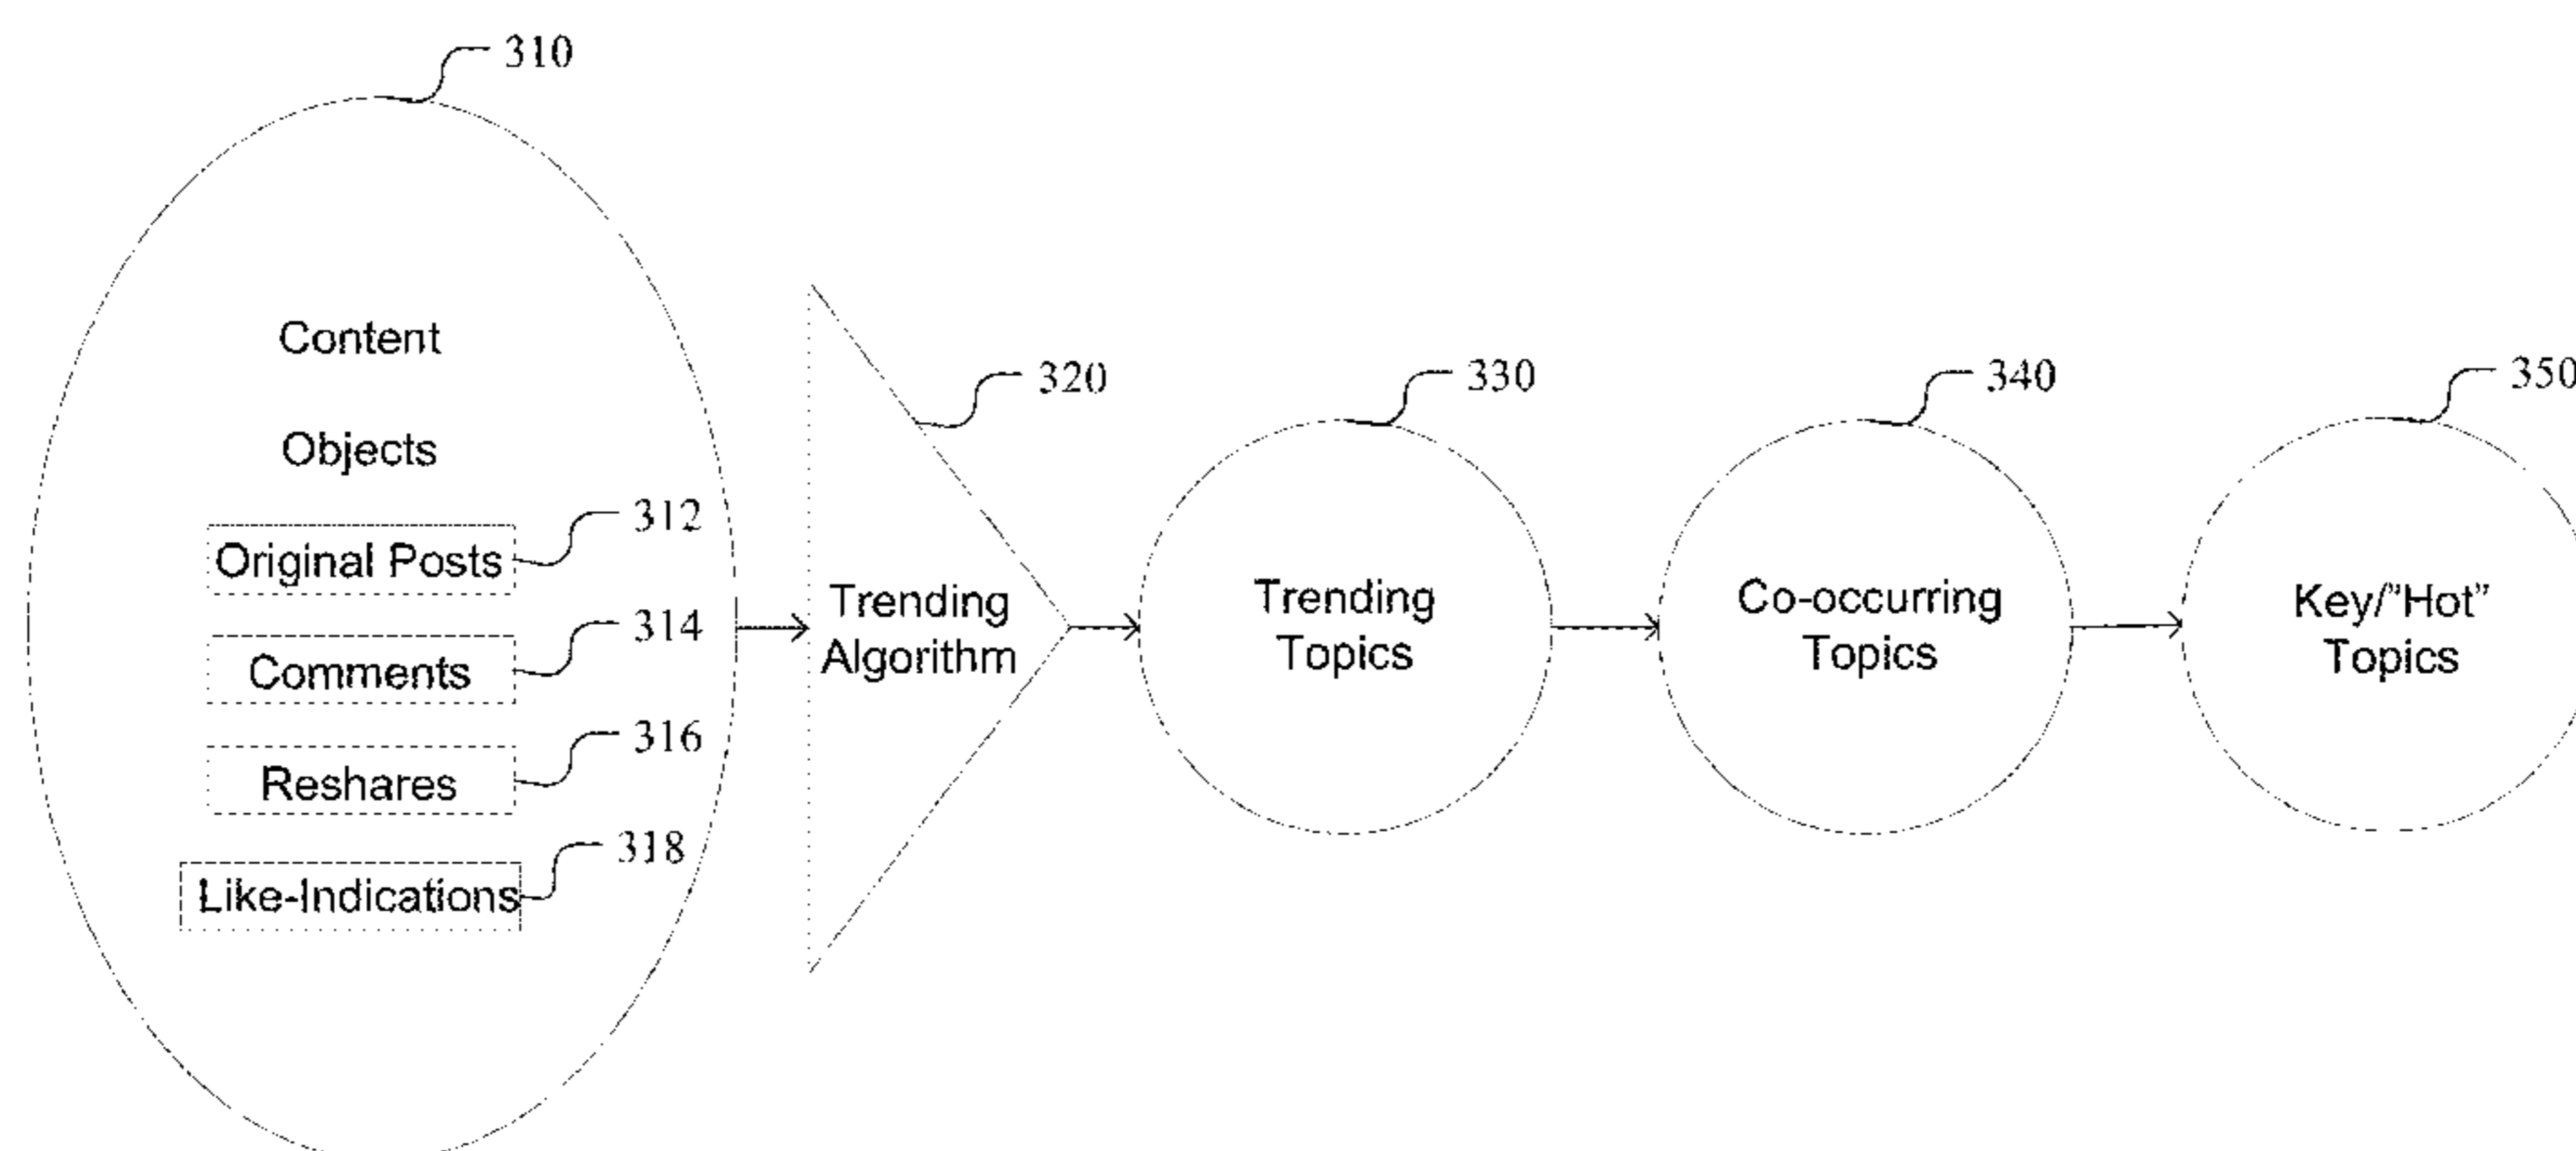 310
Content
Objects
312
Original Posts
314
Comments
316
Reshares
318
Like-Indications
320
Trending
Algorithm
330
Trending
Topics
340
Co-occurring
Topics
350
Key/"Hot"
Topics